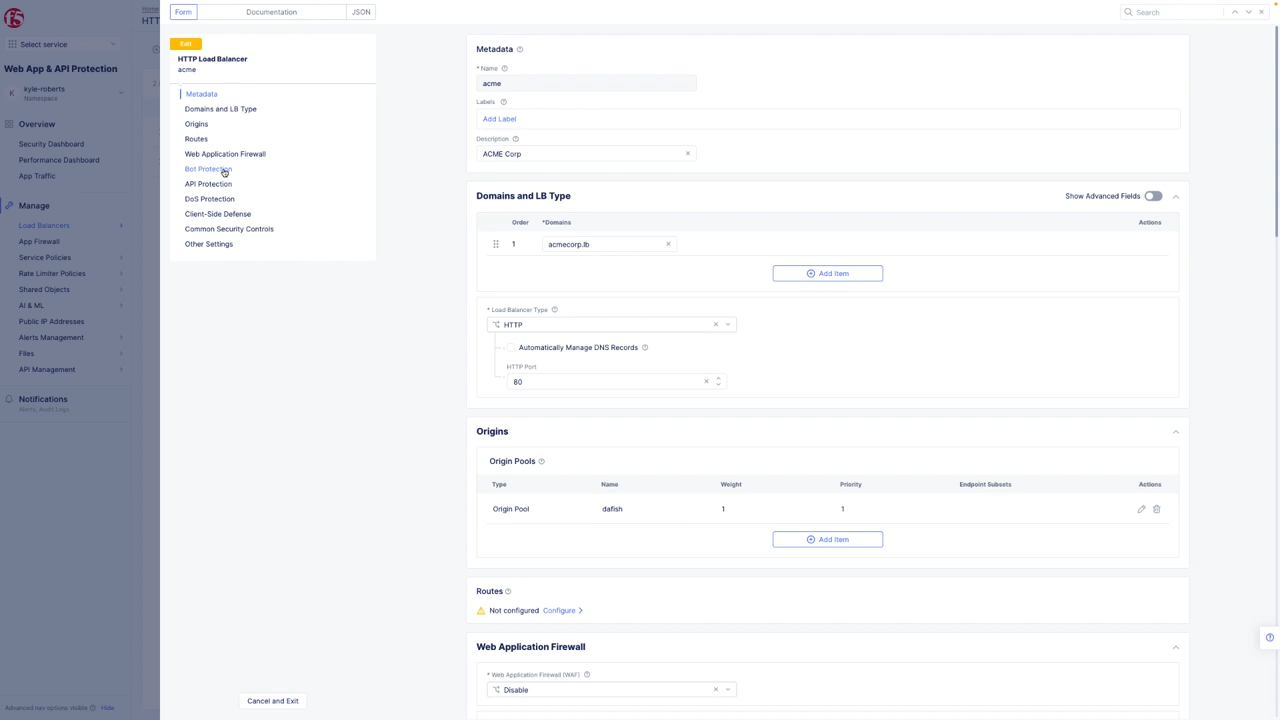 Form
Documentation
JSON
Search
Home
HTT
Select service
Web App & API Protection
K
kyle-roberts
Namespace
Overview
Security Dashboard
Performance Dashboard
App Traffic
Manage
Load Balancers
App Firewall
Service Policies
Rate Limiter Policies
Shared Objects
AI & ML
Public IP Addresses
Alerts Management
Files
API Management
Notifications
Alerts, Audit Logs
Advanced nav options visible
Hide
Edit
HTTP Load Balancer
acme
Metadata
Domains and LB Type
Origins
Routes
Web Application Firewall
Bot Protection
API Protection
DoS Protection
Client-Side Defense
Common Security Controls
Other Settings
Cancel and Exit
Metadata
* Name
acme
Labels
Add Label
Description
ACME Corp
Domains and LB Type
Show Advanced Fields
Order *Domains Actions
1 acmecorp.lb
Add Item
* Load Balancer Type
HTTP
Automatically Manage DNS Records
HTTP Port
80
Origins
Origin Pools
Type Name Weight Priority Endpoint Subsets Actions
Origin Pool dafish 1 1
Add Item
Routes
Not configured Configure
Web Application Firewall
* Web Application Firewall (WAF)
Disable